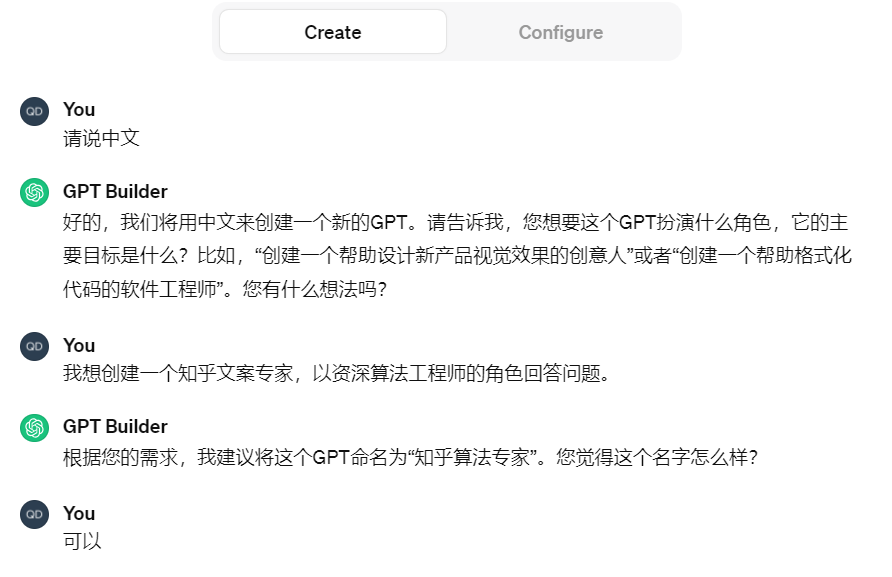 Create
Configure
QD
You
请说中文
GPT Builder
好的，我们将用中文来创建一个新的GPT。请告诉我，您想要这个GPT扮演什么角色，它的主
要目标是什么？比如，“创建一个帮助设计新产品视觉效果的创意人”或者“创建一个帮助格式化
代码的软件工程师”。您有什么想法吗？
QD
You
我想创建一个知乎文案专家，以资深算法工程师的角色回答问题。
GPT Builder
根据您的需求，我建议将这个GPT命名为“知乎算法专家”。您觉得这个名字怎么样？
QD
You
可以